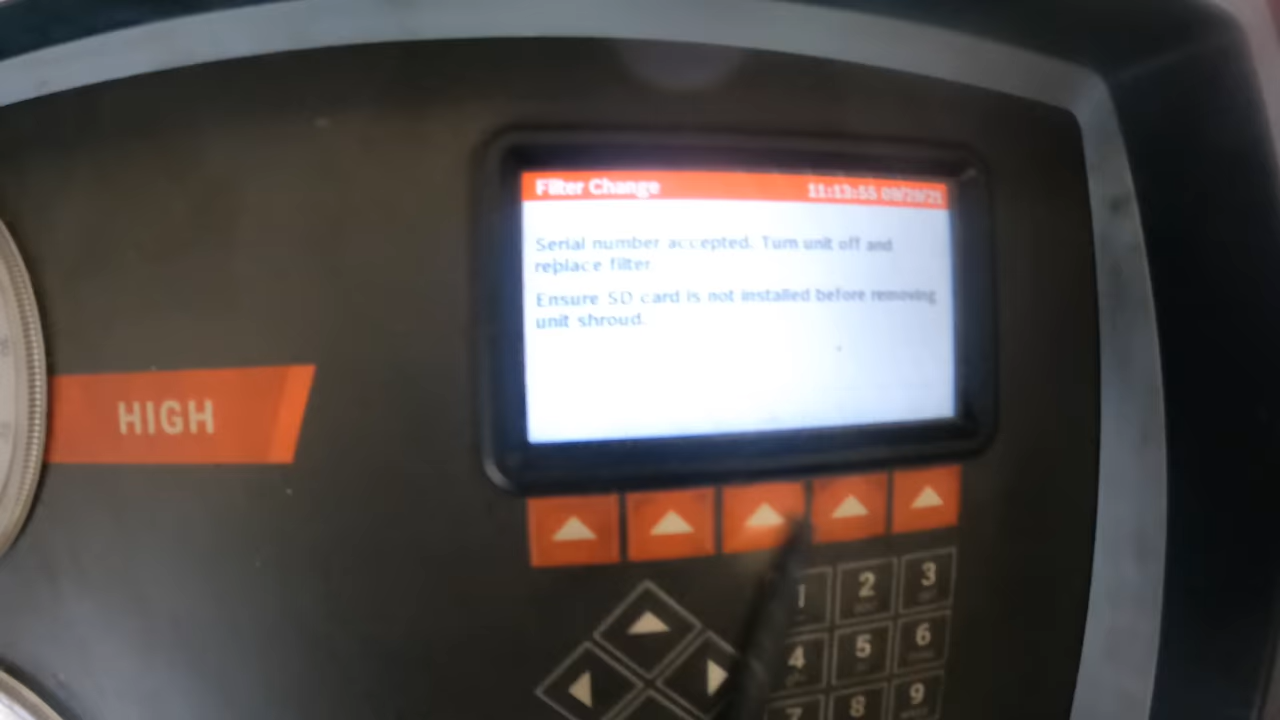 Filter Change 11:13:55 09/29/21
Serial number accepted. Turn unit off and
replace filter.
Ensure SD card is not installed before removing
unit shroud.
HIGH
1 2 3
4 5 6
7 8 9